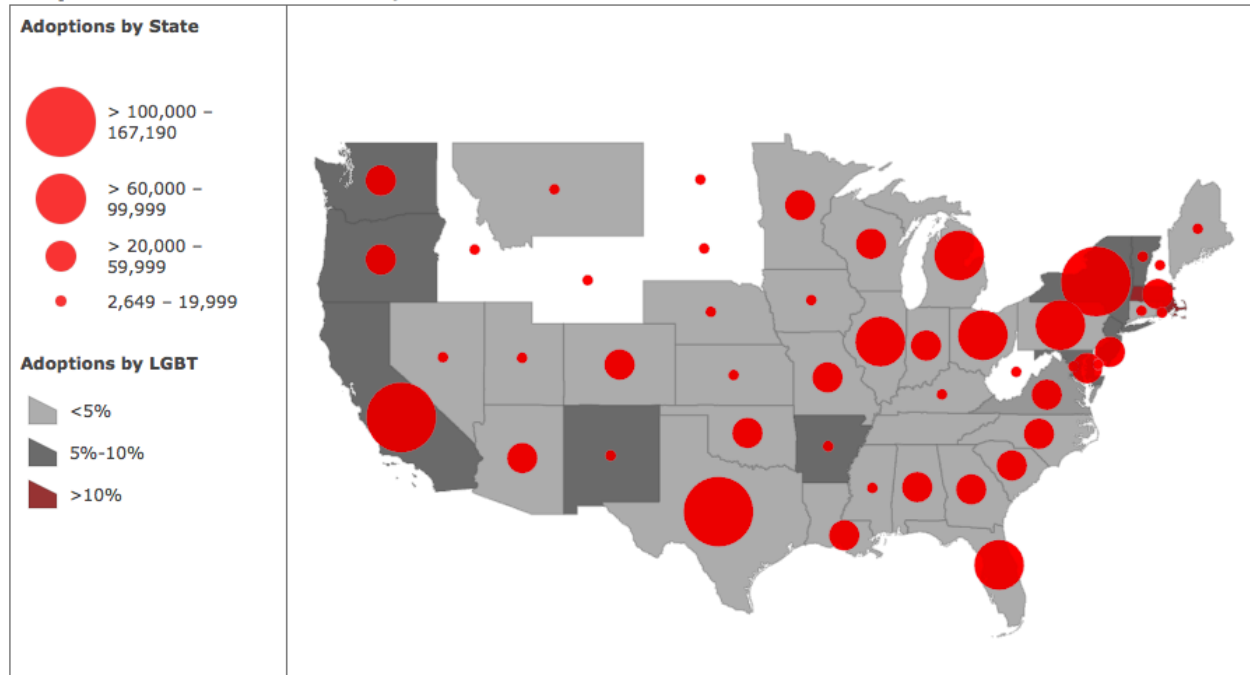 Adoptions by State
> 100,000 –
167,190
> 60,000 –
99,999
> 20,000 –
59,999
2,649 – 19,999
Adoptions by LGBT
<5%
5%-10%
>10%